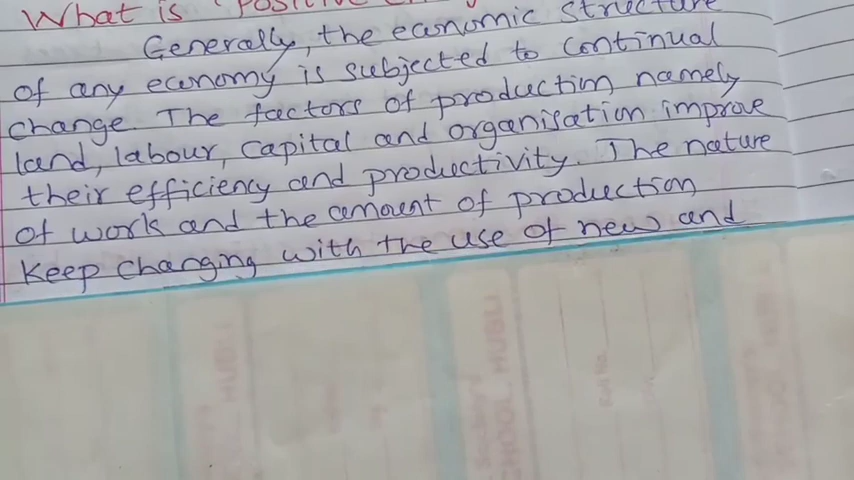 What is 'Positive
Generally, the economic structure
of any economy is subjected to continual
change. The factors of production namely
land, labour, capital and organisation improve
their efficiency and productivity. The nature
of work and the amount of production
keep changing with the use of new and